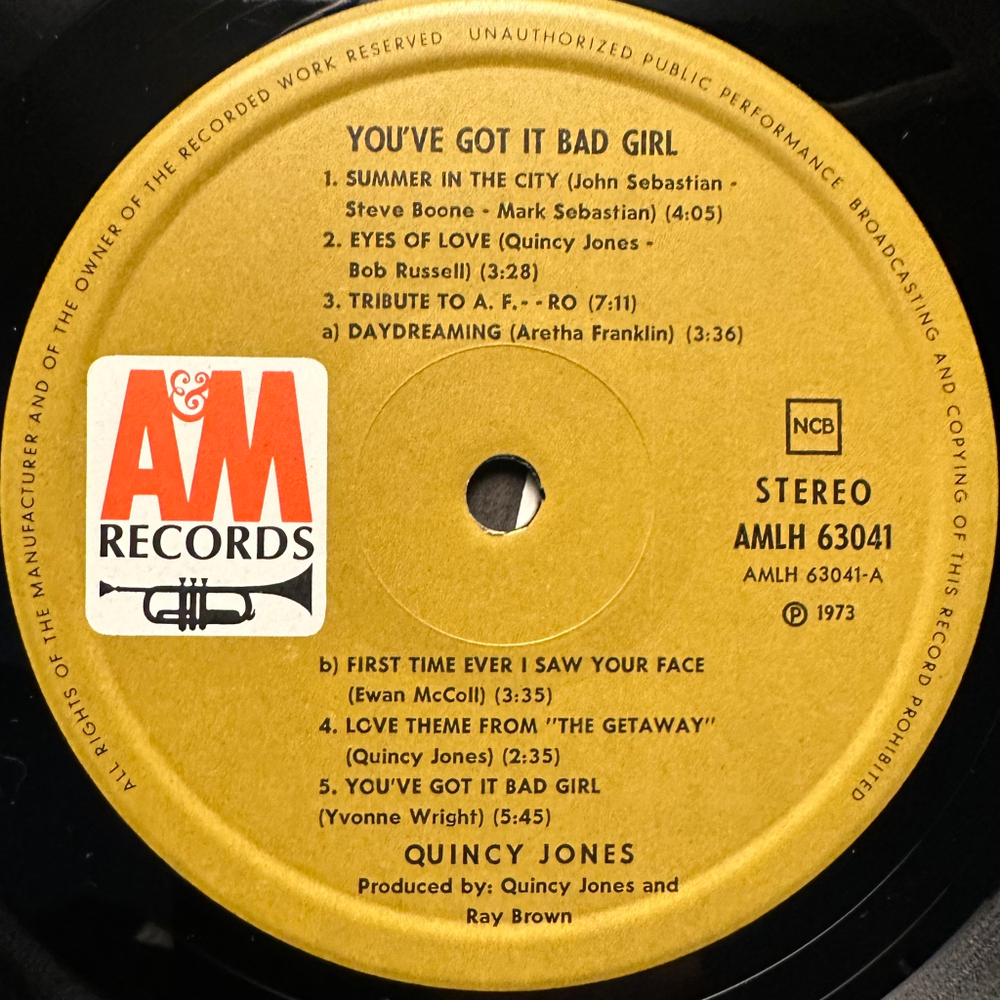 ALL RIGHTS OF THE MANUFACTURER AND OF THE OWNER OF THE RECORDED WORK RESERVED UNAUTHORIZED PUBLIC PERFORMANCE BROADCASTING AND COPYING OF THIS RECORD PROHIBITED
YOU'VE GOT IT BAD GIRL
1. SUMMER IN THE CITY (John Sebastian -
Steve Boone - Mark Sebastian) (4:05)
2. EYES OF LOVE (Quincy Jones -
Bob Russell) (3:28)
3. TRIBUTE TO A. F.- - RO (7:11)
a) DAYDREAMING (Aretha Franklin) (3:36)
A&M
RECORDS
NCB
STEREO
AMLH 63041
AMLH 63041-A
℗ 1973
b) FIRST TIME EVER I SAW YOUR FACE
(Ewan McColl) (3:35)
4. LOVE THEME FROM "THE GETAWAY"
(Quincy Jones) (2:35)
5. YOU'VE GOT IT BAD GIRL
(Yvonne Wright) (5:45)
QUINCY JONES
Produced by: Quincy Jones and
Ray Brown